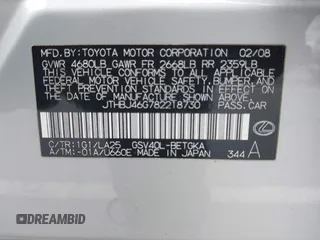 MFD. BY: TOYOTA MOTOR CORPORATION 02/08
GVWR 4680LB GAWR FR 2668LB RR 2359LB
THIS VEHICLE CONFORMS TO ALL APPLICABLE FEDERAL
MOTOR VEHICLE SAFETY, BUMPER, AND THEFT
PREVENTION STANDARDS IN EFFECT ON THE DATE OF
MANUFACTURE SHOWN ABOVE.
JTHBJ46G782218730 PASS.CAR
C/TR:1G1/LA25 GSV40L-BETGKA
A/TM:-01A/U660E MADE IN JAPAN 344 A
DREAMBID